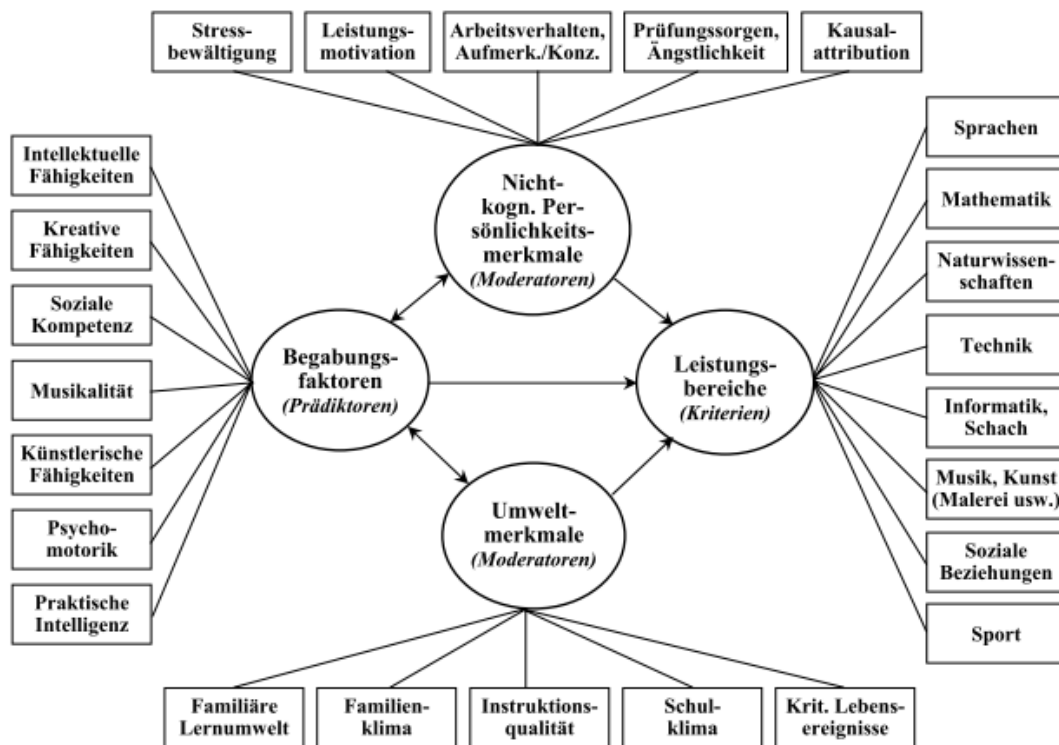 Stress-
bewältigung
Leistungs-
motivation
Arbeitsverhalten,
Aufmerk./Konz.
Prüfungssorgen,
Ängstlichkeit
Kausal-
attribution
Intellektuelle
Fähigkeiten
Kreative
Fähigkeiten
Soziale
Kompetenz
Musikalität
Künstlerische
Fähigkeiten
Psycho-
motorik
Praktische
Intelligenz
Nicht-
kogn. Per-
sönlichkeits-
merkmale
(Moderatoren)
Begabungs-
faktoren
(Prädiktoren)
Leistungs-
bereiche
(Kriterien)
Umwelt-
merkmale
(Moderatoren)
Sprachen
Mathematik
Naturwissen-
schaften
Technik
Informatik,
Schach
Musik, Kunst
(Malerei usw.)
Soziale
Beziehungen
Sport
Familiäre
Lernumwelt
Familien-
klima
Instruktions-
qualität
Schul-
klima
Krit. Lebens-
ereignisse